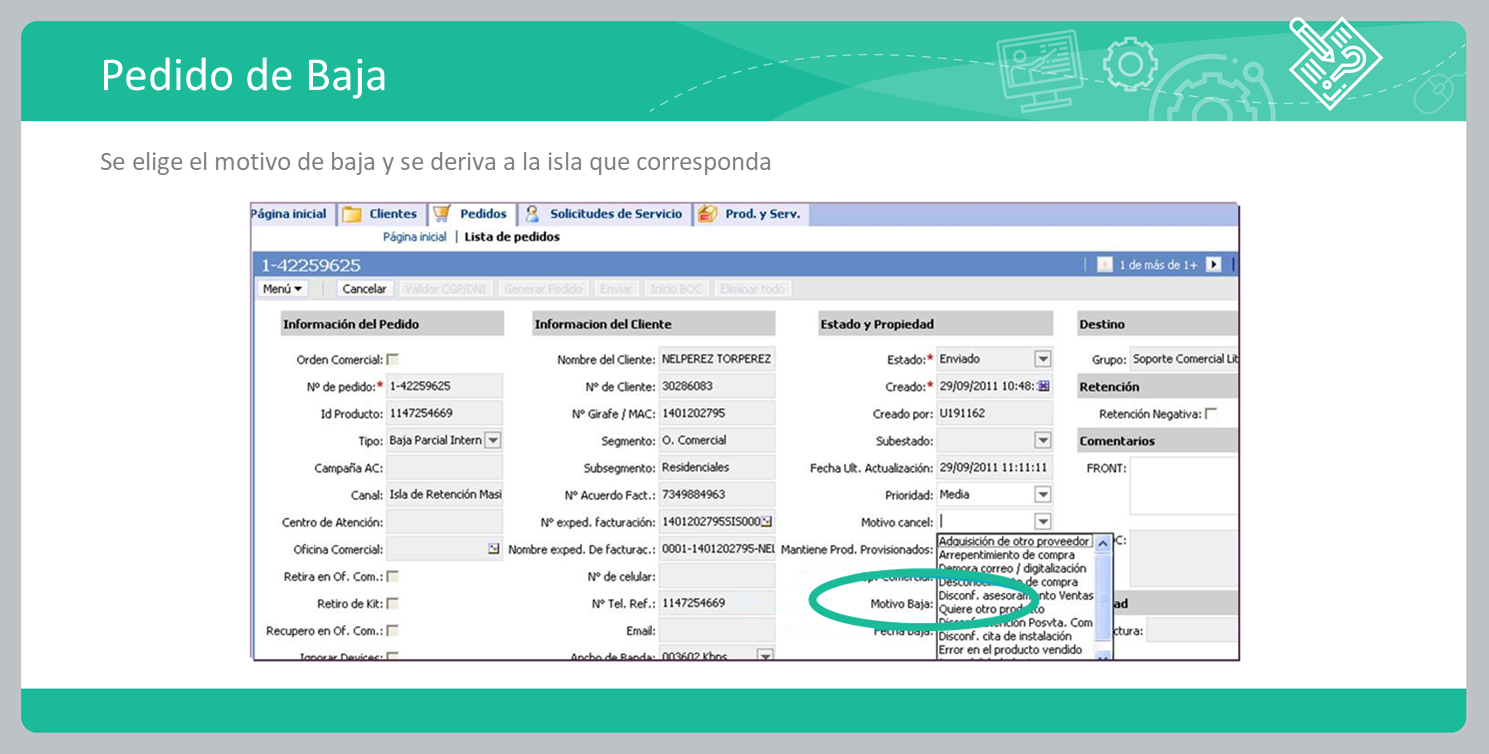 Pedido de Baja
Se elige el motivo de baja y se deriva a la isla que corresponda
Página inicial Clientes Pedidos Solicitudes de Servicio Prod. y Serv.
Página inicial | Lista de pedidos
1-42259625 1 de más de 1+
Menú Cancelar Validar CGP/DNI Generar Pedido Enviar Inicio BOC Eliminar todo
Información del Pedido Informacion del Cliente Estado y Propiedad Destino
Orden Comercial: Nombre del Cliente: NELPEREZ TORPEREZ Estado:* Enviado Grupo: Soporte Comercial Lit
Nº de pedido:* 1-42259625 Nº de Cliente: 30286083 Creado:* 29/09/2011 10:48: Retención
Id Producto: 1147254669 Nº Girafe / MAC: 1401202795 Creado por: U191162 Retención Negativa:
Tipo: Baja Parcial Intern Segmento: O. Comercial Subestado: Comentarios
Campaña AC: Subsegmento: Residenciales Fecha Ult. Actualización: 29/09/2011 11:11:11 FRONT:
Canal: Isla de Retención Masi Nº Acuerdo Fact.: 7349884963 Prioridad: Media
Centro de Atención: Nº exped. facturación: 1401202795SIS000 Motivo cancel:
Oficina Comercial: Nombre exped. De facturac.: 0001-1401202795-NEL Mantiene Prod. Provisionados: Adquisición de otro proveedor C:
Arrepentimiento de compra
Retira en Of. Com.: Nº de celular: Comercial: Demora correo / digitalización
Desconocimiento de compra
Retiro de Kit: Nº Tel. Ref.: 1147254669 Motivo Baja: Disconf. asesoramento Ventas ad
Quiere otro producto
Recupero en Of. Com.: Email: Fecha Baja: Disconf. atención Posvta. Com ctura:
Disconf. cita de instalación
Ignorar Devices: Ancho de Banda: 003602 Kbps Error en el producto vendido